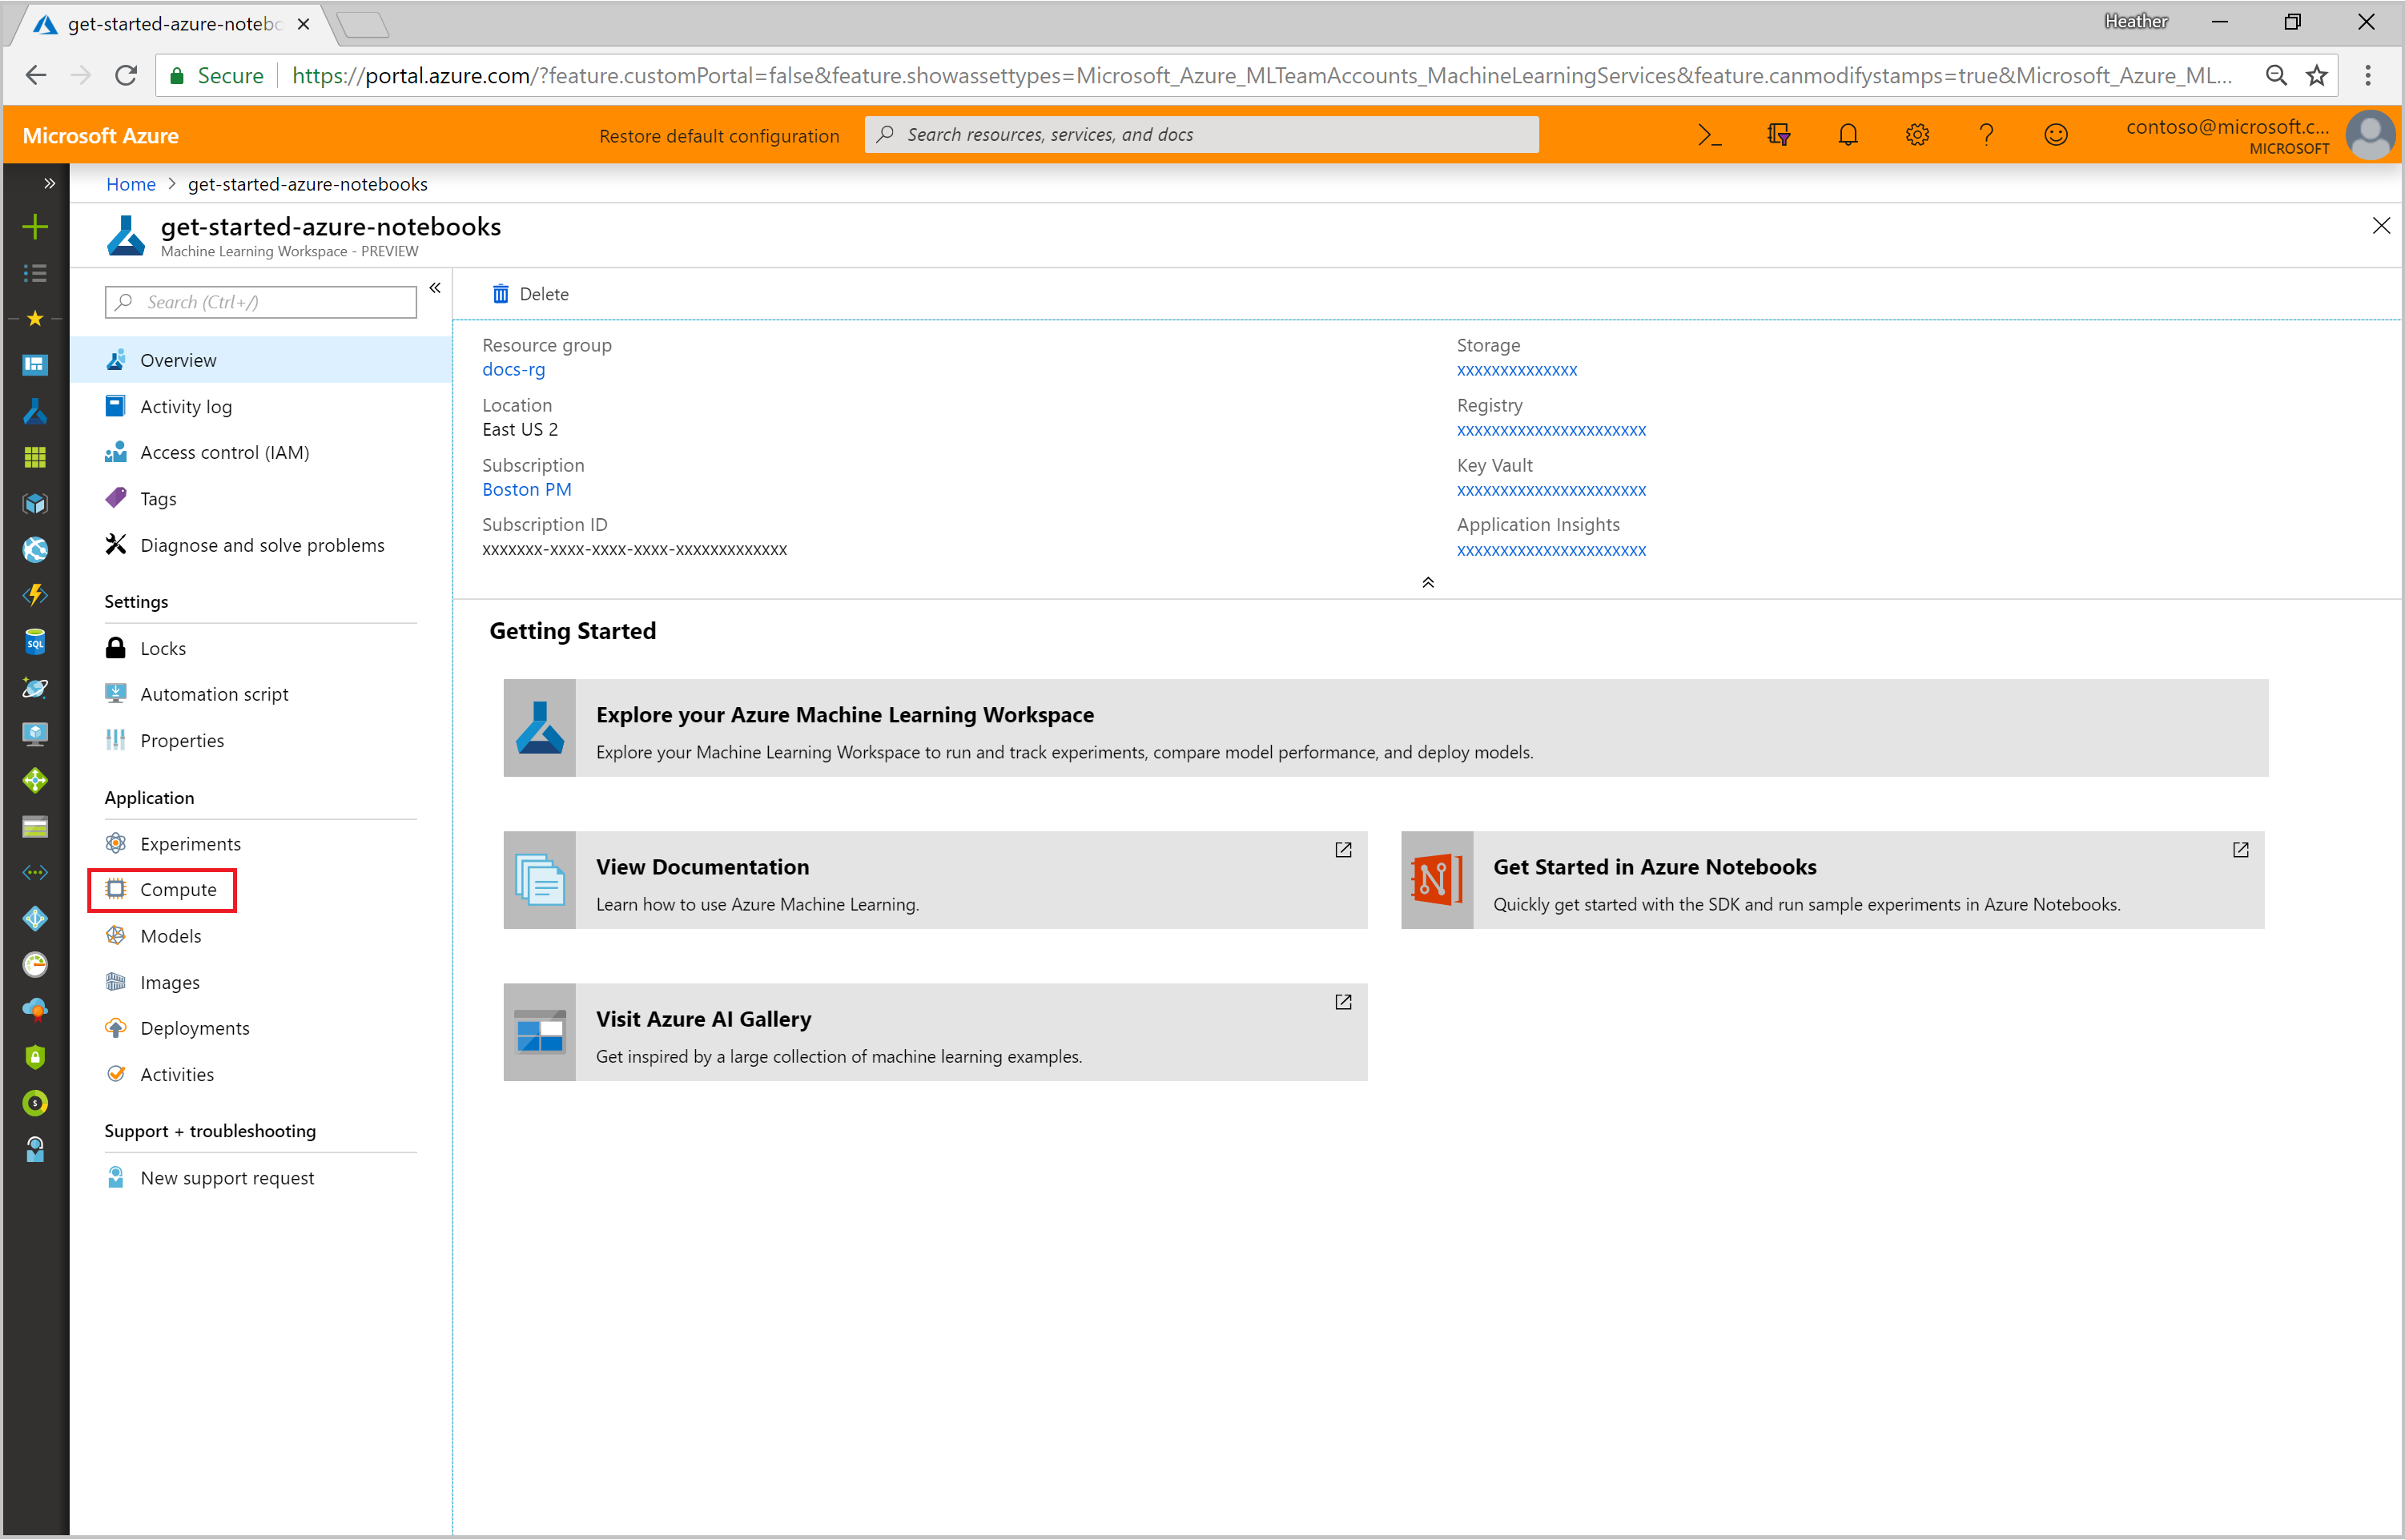 get-started-azure-notebo
Heather
Secure
https://portal.azure.com/?feature.customPortal=false&feature.showassettypes=Microsoft_Azure_MLTeamAccounts_MachineLearningServices&feature.canmodifystamps=true&Microsoft_Azure_ML...
Microsoft Azure
Restore default configuration
Search resources, services, and docs
contoso@microsoft.c...
MICROSOFT
Home > get-started-azure-notebooks
get-started-azure-notebooks
Machine Learning Workspace - PREVIEW
Search (Ctrl+/)
Overview
Activity log
Access control (IAM)
Tags
Diagnose and solve problems
Settings
Locks
Automation script
Properties
Application
Experiments
Compute
Models
Images
Deployments
Activities
Support + troubleshooting
New support request
Delete
Resource group
docs-rg
Location
East US 2
Subscription
Boston PM
Subscription ID
xxxxxxx-xxxx-xxxx-xxxx-xxxxxxxxxxxxx
Storage
xxxxxxxxxxxxxx
Registry
xxxxxxxxxxxxxxxxxxxxxx
Key Vault
xxxxxxxxxxxxxxxxxxxxxx
Application Insights
xxxxxxxxxxxxxxxxxxxxxx
Getting Started
Explore your Azure Machine Learning Workspace
Explore your Machine Learning Workspace to run and track experiments, compare model performance, and deploy models.
View Documentation
Learn how to use Azure Machine Learning.
Get Started in Azure Notebooks
Quickly get started with the SDK and run sample experiments in Azure Notebooks.
Visit Azure AI Gallery
Get inspired by a large collection of machine learning examples.
SQL